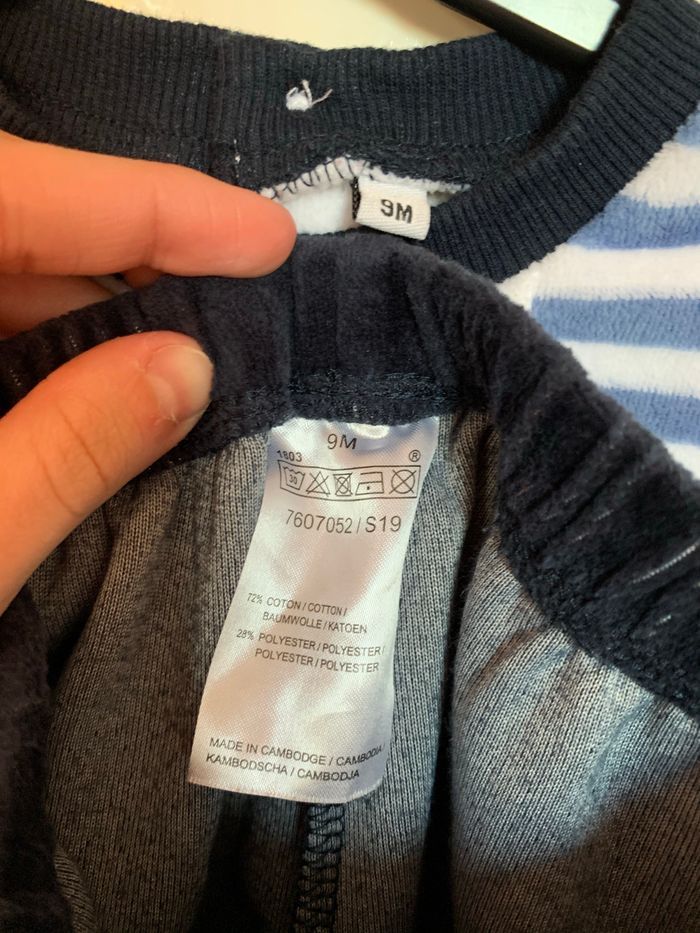 9M
9M
1803 ®
30
7607052 / S19
72% COTON / COTTON /
BAUMWOLLE / KATOEN
28% POLYESTER / POLYESTER /
POLYESTER / POLYESTER
MADE IN CAMBODGE / CAMBODIA
KAMBODSCHA / CAMBODJA